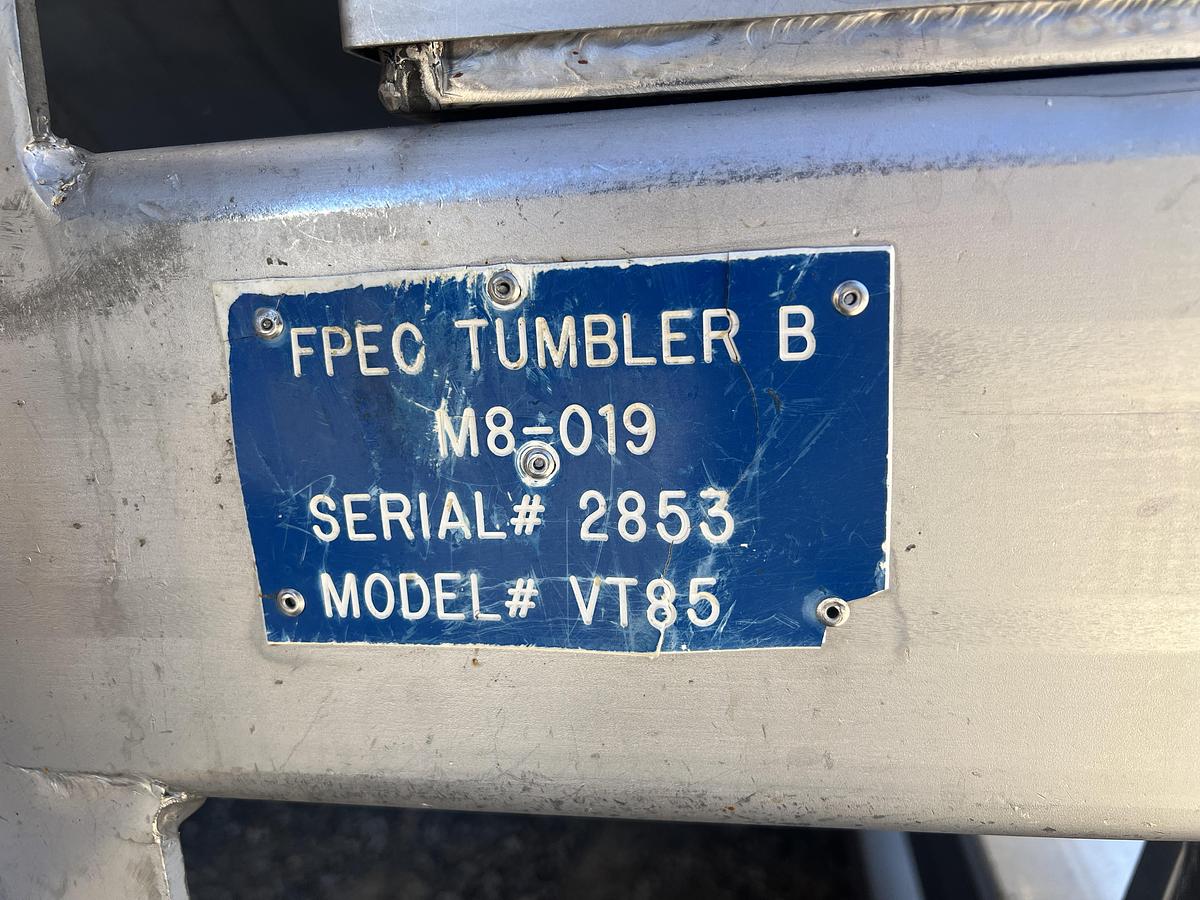 FPEC TUMBLER B
M8-019
SERIAL# 2853
MODEL# VT85